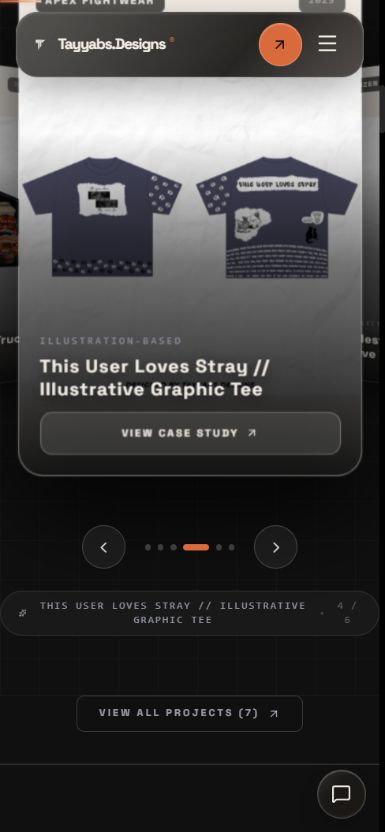 APEX FIGHTWEAR
2025
Tayyabs.Designs ®
THIS USER LOVES STRAY
ILLUSTRATION-BASED
This User Loves Stray //
Illustrative Graphic Tee
VIEW CASE STUDY
THIS USER LOVES STRAY // ILLUSTRATIVE
GRAPHIC TEE
4 /
6
VIEW ALL PROJECTS (7)